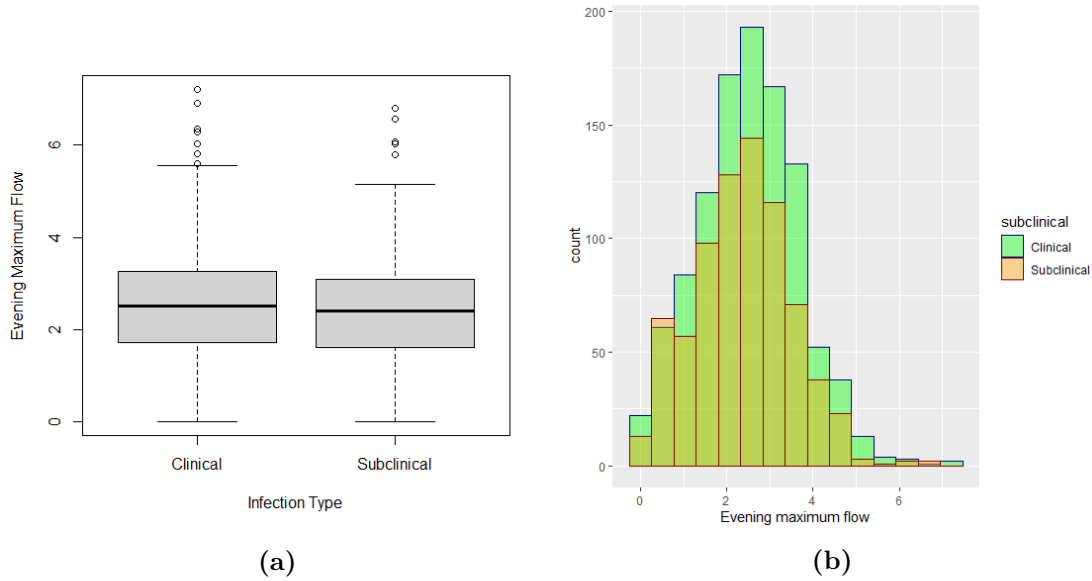 Evening Maximum Flow
6
4
2
0
Clinical
Subclinical
Infection Type
(a)
200
150
100
50
0
count
0
2
4
6
Evening maximum flow
subclinical
Clinical
Subclinical
(b)